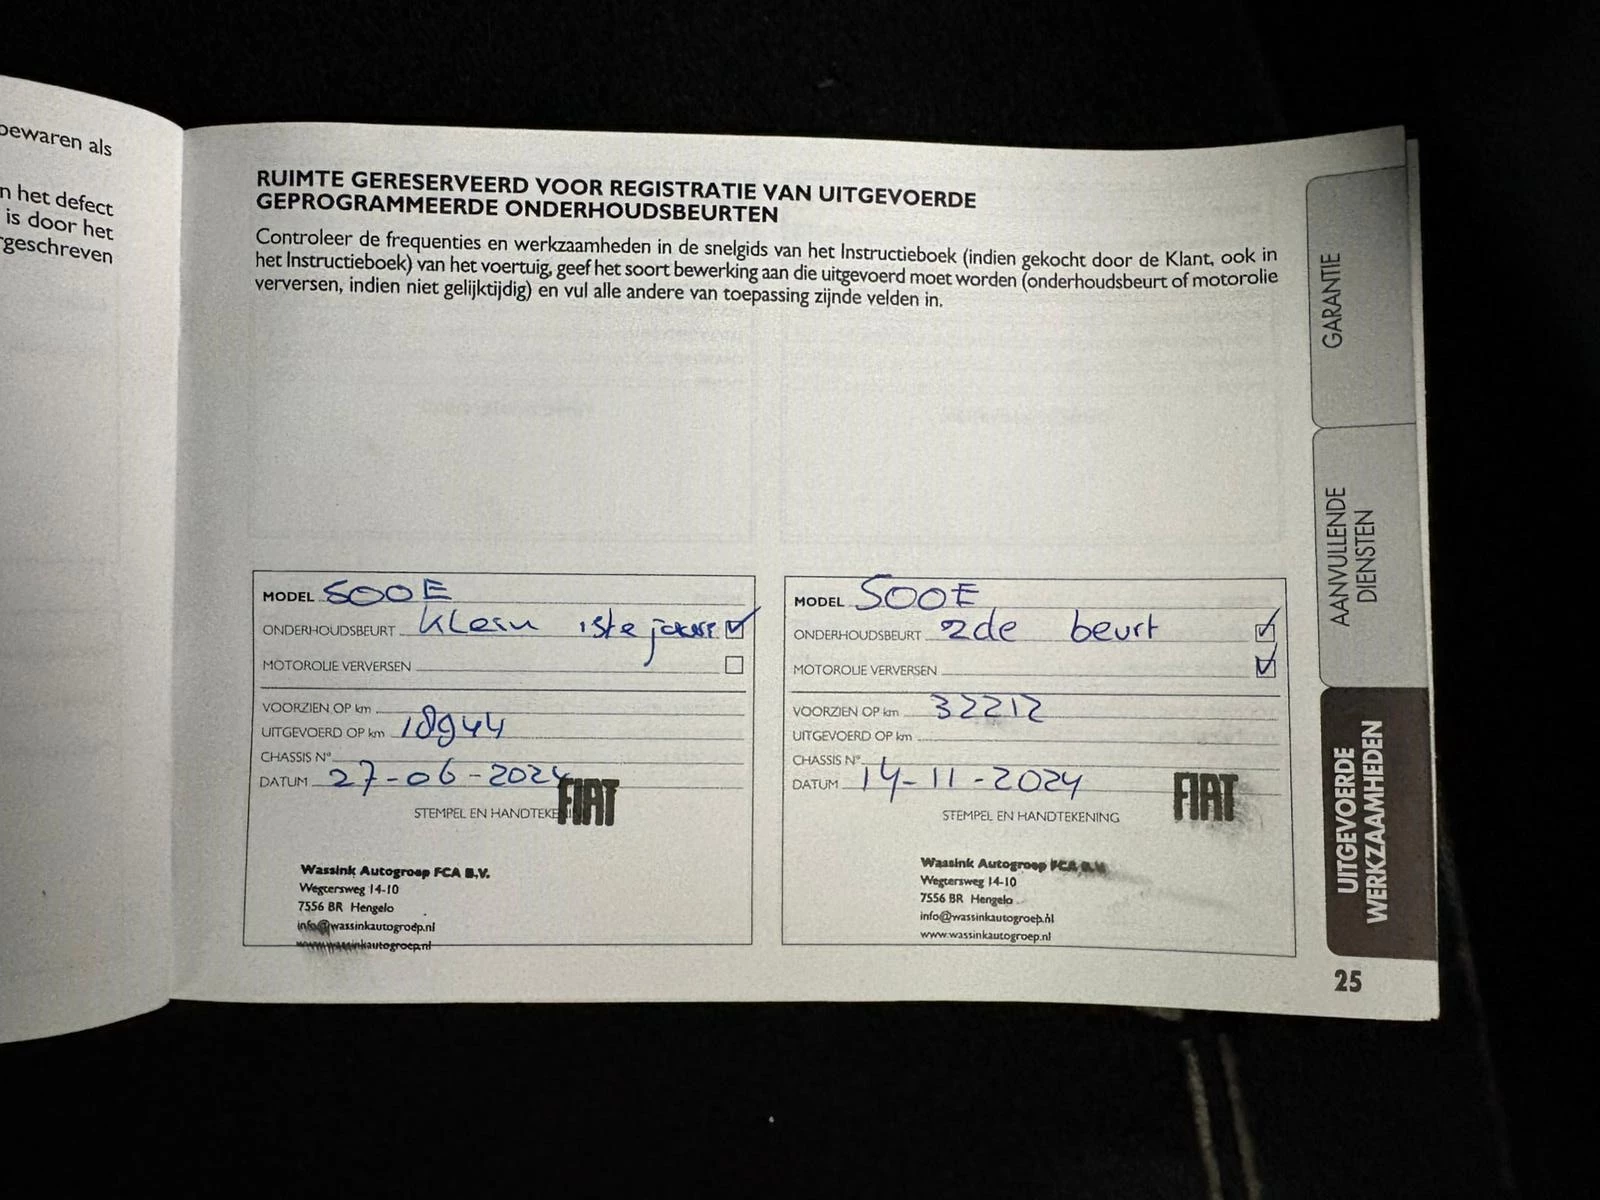 bewaren als
n het defect
is door het
rgeschreven
RUIMTE GERESERVEERD VOOR REGISTRATIE VAN UITGEVOERDE
GEPROGRAMMEERDE ONDERHOUDSBEURTEN
Controleer de frequenties en werkzaamheden in de snelgids van het Instructieboek (indien gekocht door de Klant, ook in
het Instructieboek) van het voertuig, geef het soort bewerking aan die uitgevoerd moet worden (onderhoudsbeurt of motorolie
verversen, indien niet gelijktijdig) en vul alle andere van toepassing zijnde velden in.
MODEL 500E
ONDERHOUDSBEURT klein 1ste jaar
MOTOROLIE VERVERSEN
VOORZIEN OP km
UITGEVOERD OP km 18944
CHASSIS N°
DATUM 27-06-2024
STEMPEL EN HANDTEKENING
FIAT
Wassink Autogroep FCA B.V.
Wegtersweg 14-10
7556 BR Hengelo
info@wassinkautogroep.nl
www.wassinkautogroep.nl
MODEL 500E
ONDERHOUDSBEURT 2de beurt
MOTOROLIE VERVERSEN
VOORZIEN OP km 32212
UITGEVOERD OP km
CHASSIS N°
DATUM 14-11-2024
STEMPEL EN HANDTEKENING
FIAT
Wassink Autogroep FCA B.V.
Wegtersweg 14-10
7556 BR Hengelo
info@wassinkautogroep.nl
www.wassinkautogroep.nl
GARANTIE
AANVULLENDE
DIENSTEN
UITGEVOERDE
WERKZAAMHEDEN
25